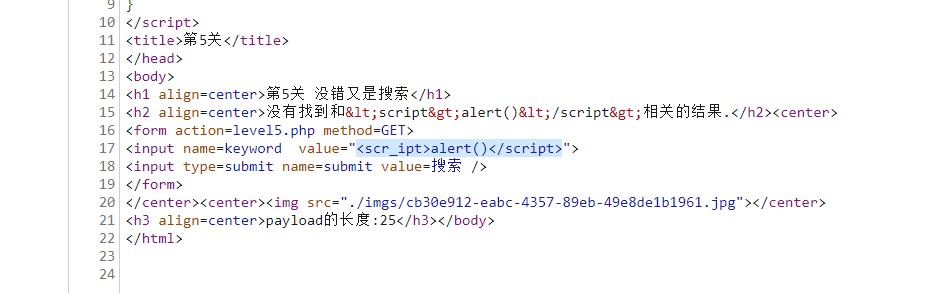 9 }
10 </script>
11 <title>第5关</title>
12 </head>
13 <body>
14 <h1 align=center>第5关 没错又是搜索</h1>
15 <h2 align=center>没有找到和&lt;script&gt;alert()&lt;/script&gt;相关的结果.</h2><center>
16 <form action=level5.php method=GET>
17 <input name=keyword  value="<scr_ipt>alert()</script>">
18 <input type=submit name=submit value=搜索 />
19 </form>
20 </center><center><img src="./imgs/cb30e912-eabc-4357-89eb-49e8de1b1961.jpg"></center>
21 <h3 align=center>payload的长度:25</h3></body>
22 </html>
23
24